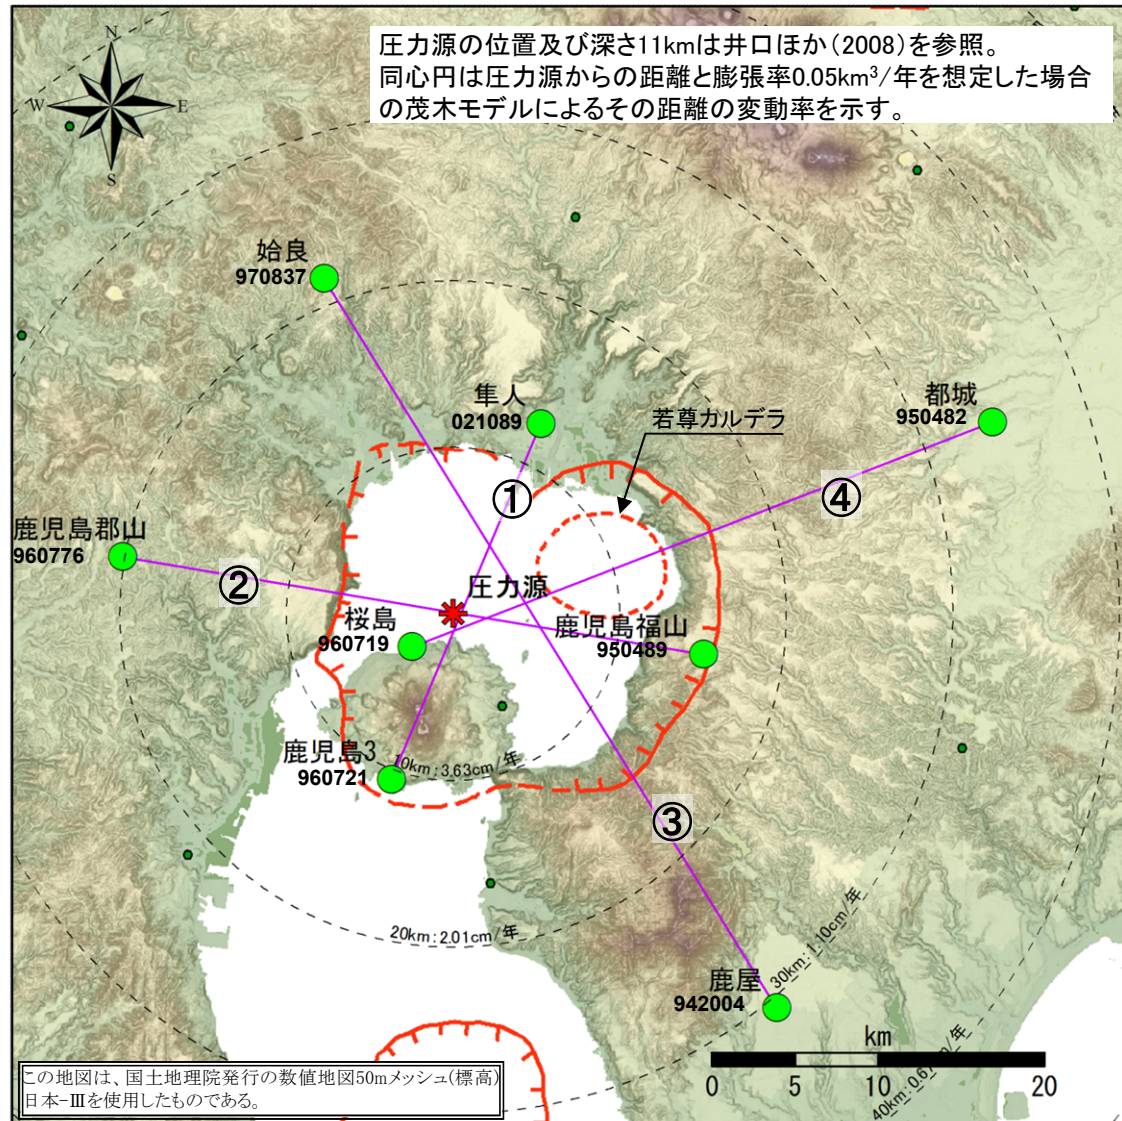 圧力源の位置及び深さ11kmは井口ほか（2008）を参照。
同心円は圧力源からの距離と膨張率0.05km³/年を想定した場合
の茂木モデルによるその距離の変動率を示す。
N
W
E
S
姶良
970837
隼人
021089
都城
950482
若尊カルデラ
①
④
鹿児島郡山
960776
②
圧力源
桜島
960719
鹿児島福山
950489
鹿児島3
960721
10km:3.63cm/年
③
20km:2.01cm/年
30km:1.10cm/年
鹿屋
942004
km
0 5 10 20
この地図は、国土地理院発行の数値地図50mメッシュ(標高)
日本-Ⅲを使用したものである。